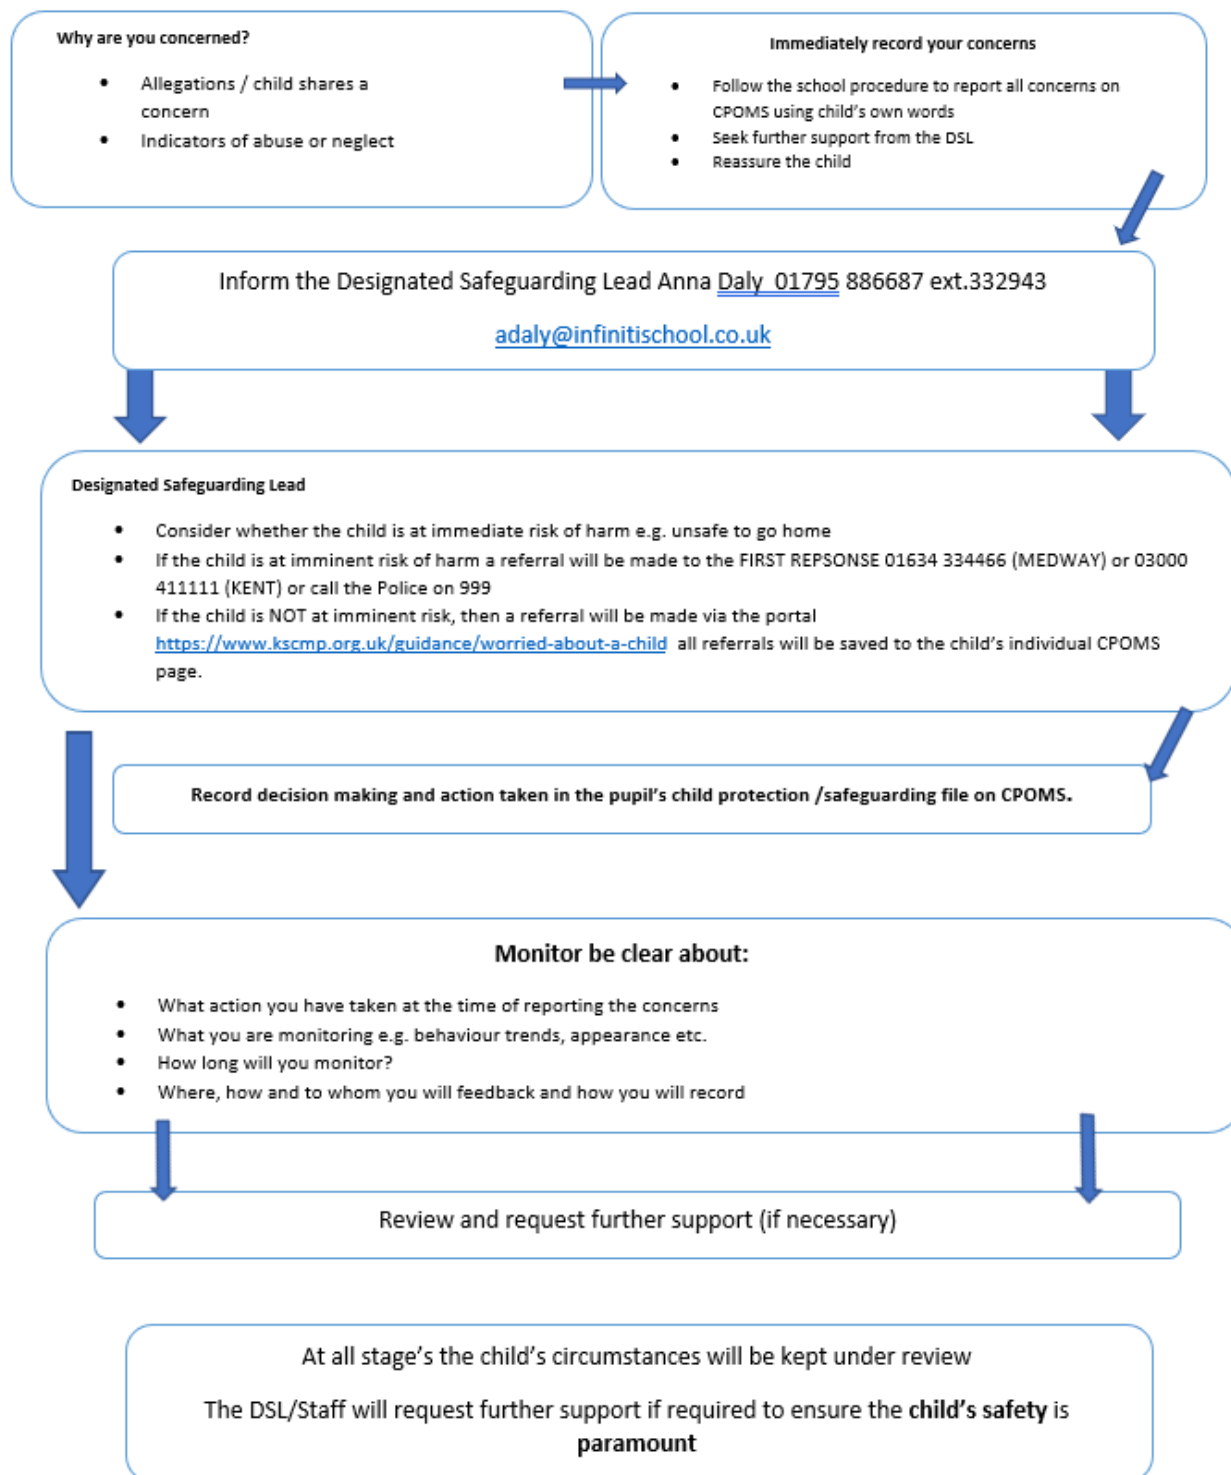 Why are you concerned?
• Allegations / child shares a
concern
• Indicators of abuse or neglect
Immediately record your concerns
• Follow the school procedure to report all concerns on
CPOMS using child's own words
• Seek further support from the DSL
• Reassure the child
Inform the Designated Safeguarding Lead Anna Daly 01795 886687 ext.332943
adaly@infinitischool.co.uk
Designated Safeguarding Lead
• Consider whether the child is at immediate risk of harm e.g. unsafe to go home
• If the child is at imminent risk of harm a referral will be made to the FIRST REPSONSE 01634 334466 (MEDWAY) or 03000
411111 (KENT) or call the Police on 999
• If the child is NOT at imminent risk, then a referral will be made via the portal
https://www.kscmp.org.uk/guidance/worried-about-a-child all referrals will be saved to the child's individual CPOMS
page.
Record decision making and action taken in the pupil's child protection /safeguarding file on CPOMS.
Monitor be clear about:
• What action you have taken at the time of reporting the concerns
• What you are monitoring e.g. behaviour trends, appearance etc.
• How long will you monitor?
• Where, how and to whom you will feedback and how you will record
Review and request further support (if necessary)
At all stage's the child's circumstances will be kept under review
The DSL/Staff will request further support if required to ensure the child's safety is
paramount